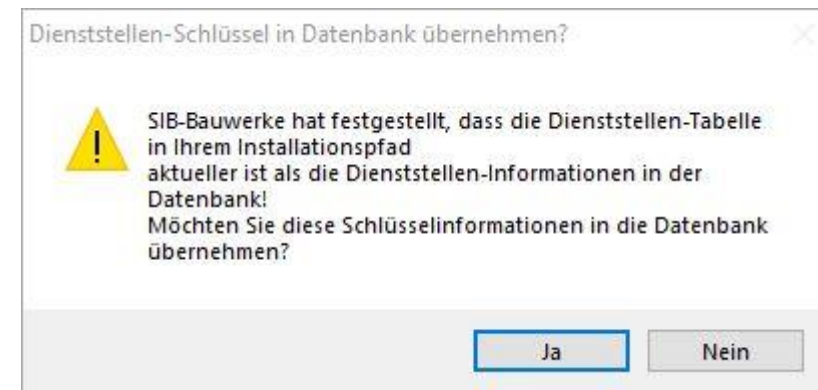 Dienststellen-Schlüssel in Datenbank übernehmen?
SIB-Bauwerke hat festgestellt, dass die Dienststellen-Tabelle
in Ihrem Installationspfad
aktueller ist als die Dienststellen-Informationen in der
Datenbank!
Möchten Sie diese Schlüsselinformationen in die Datenbank
übernehmen?
Ja
Nein